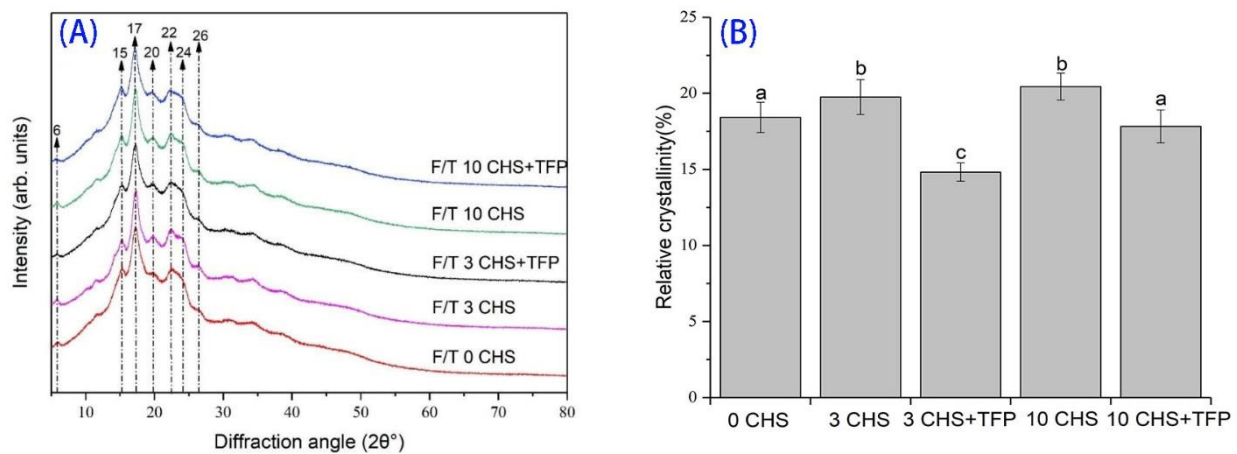 (A)
6
15
17
20
22
24
26
F/T 10 CHS+TFP
F/T 10 CHS
F/T 3 CHS+TFP
F/T 3 CHS
F/T 0 CHS
Intensity (arb. units)
10 20 30 40 50 60 70 80
Diffraction angle (2θ°)
(B)
Relative crystallinity(%)
25
20
15
10
5
0
a
b
c
b
a
0 CHS 3 CHS 3 CHS+TFP 10 CHS 10 CHS+TFP